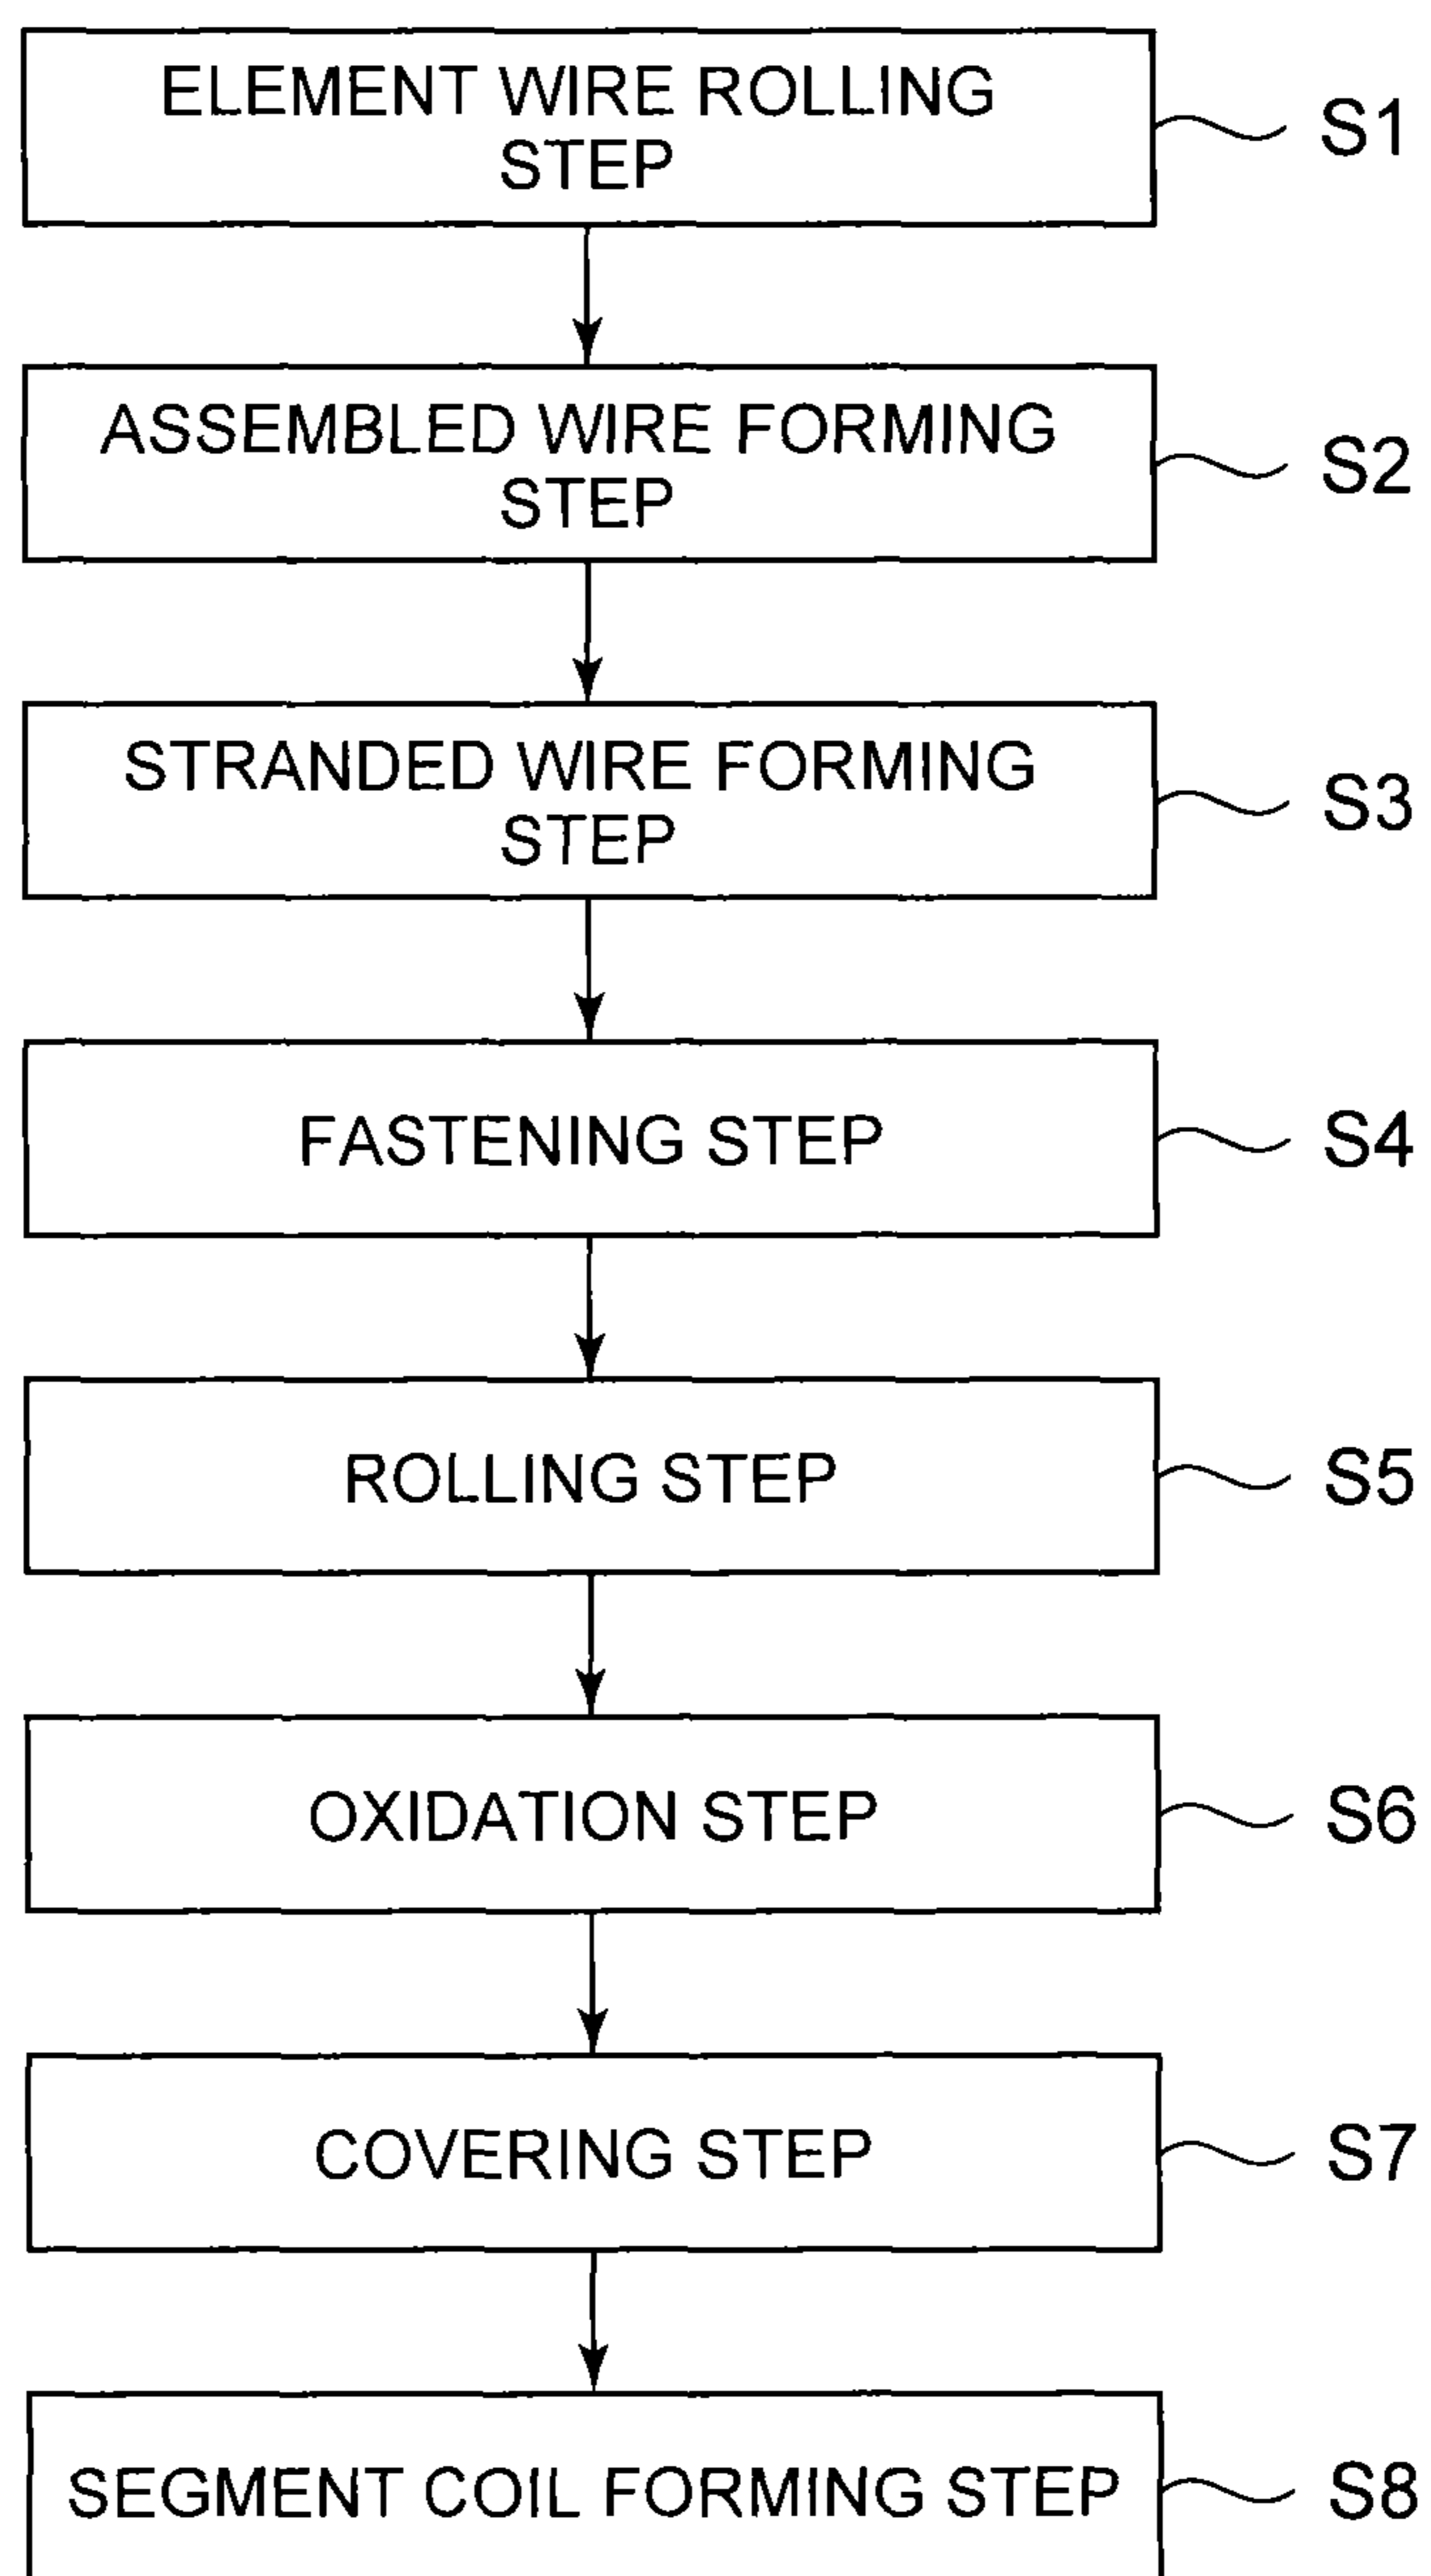 ELEMENT WIRE ROLLING
STEP
S1
ASSEMBLED WIRE FORMING
STEP
S2
STRANDED WIRE FORMING
STEP
S3
FASTENING STEP
S4
ROLLING STEP
S5
OXIDATION STEP
S6
COVERING STEP
S7
SEGMENT COIL FORMING STEP
S8